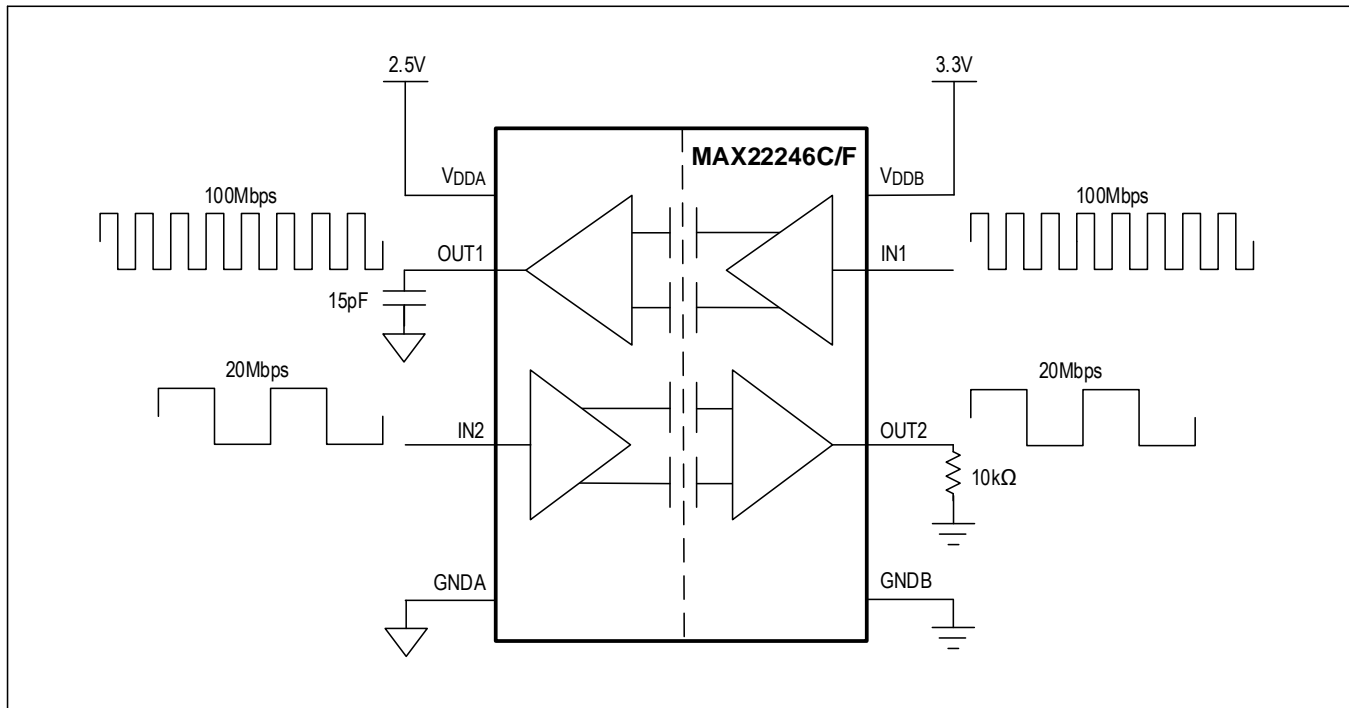 2.5V
3.3V
MAX22246C/F
VDDA
VDDB
100Mbps
100Mbps
OUT1
IN1
15pF
20Mbps
20Mbps
IN2
OUT2
10kΩ
GNDA
GNDB